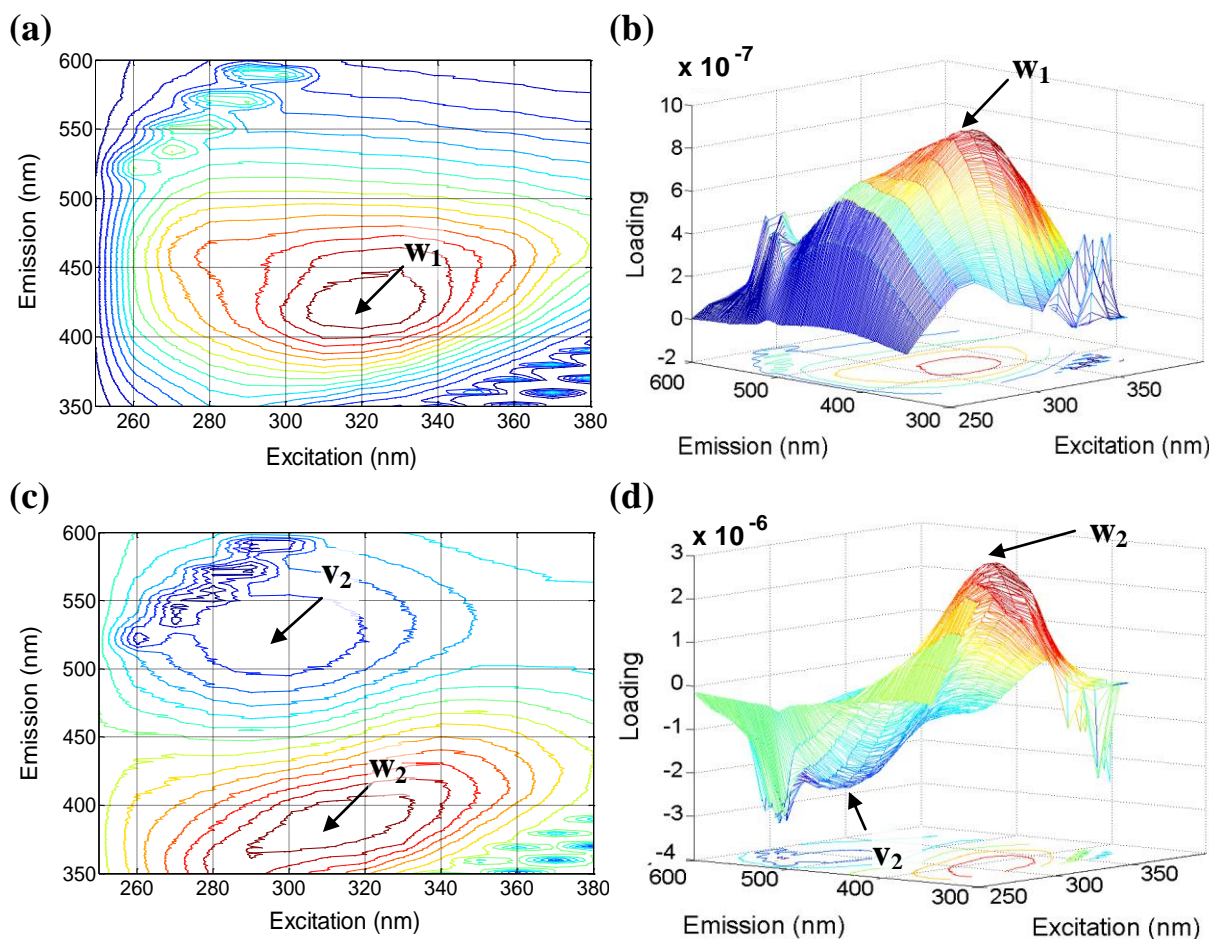 (a)
600
550
500
450
400
350
Emission (nm)
w1
260 280 300 320 340 360 380
Excitation (nm)
(b)
x 10 -7
w1
10
8
6
4
2
0
-2
Loading
600 500 400 300 250 300 350
Emission (nm) Excitation (nm)
(c)
600
550
500
450
400
350
Emission (nm)
v2
w2
260 280 300 320 340 360 380
Excitation (nm)
(d)
x 10 -6
w2
3
2
1
0
-1
-2
-3
-4
Loading
v2
600 500 400 300 250 300 350
Emission (nm) Excitation (nm)